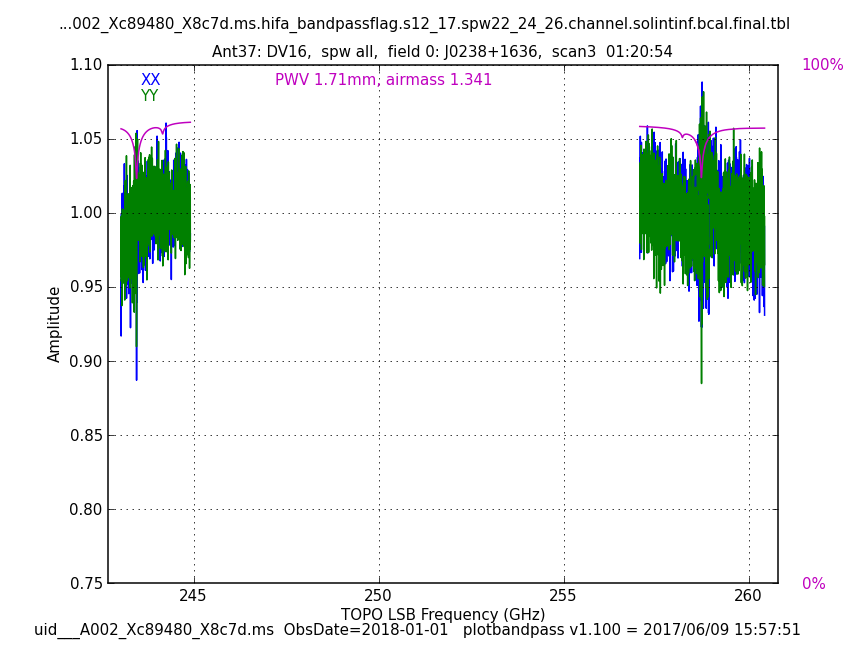 ...002_Xc89480_X8c7d.ms.hifa_bandpassflag.s12_17.spw22_24_26.channel.solintinf.bcal.final.tbl
Ant37: DV16,  spw all,  field 0: J0238+1636,  scan3  01:20:54
XX
YY
PWV 1.71mm, airmass 1.341
100%
0%
1.10
1.05
1.00
0.95
0.90
0.85
0.80
0.75
Amplitude
245
250
255
260
TOPO LSB Frequency (GHz)
uid___A002_Xc89480_X8c7d.ms  ObsDate=2018-01-01   plotbandpass v1.100 = 2017/06/09 15:57:51